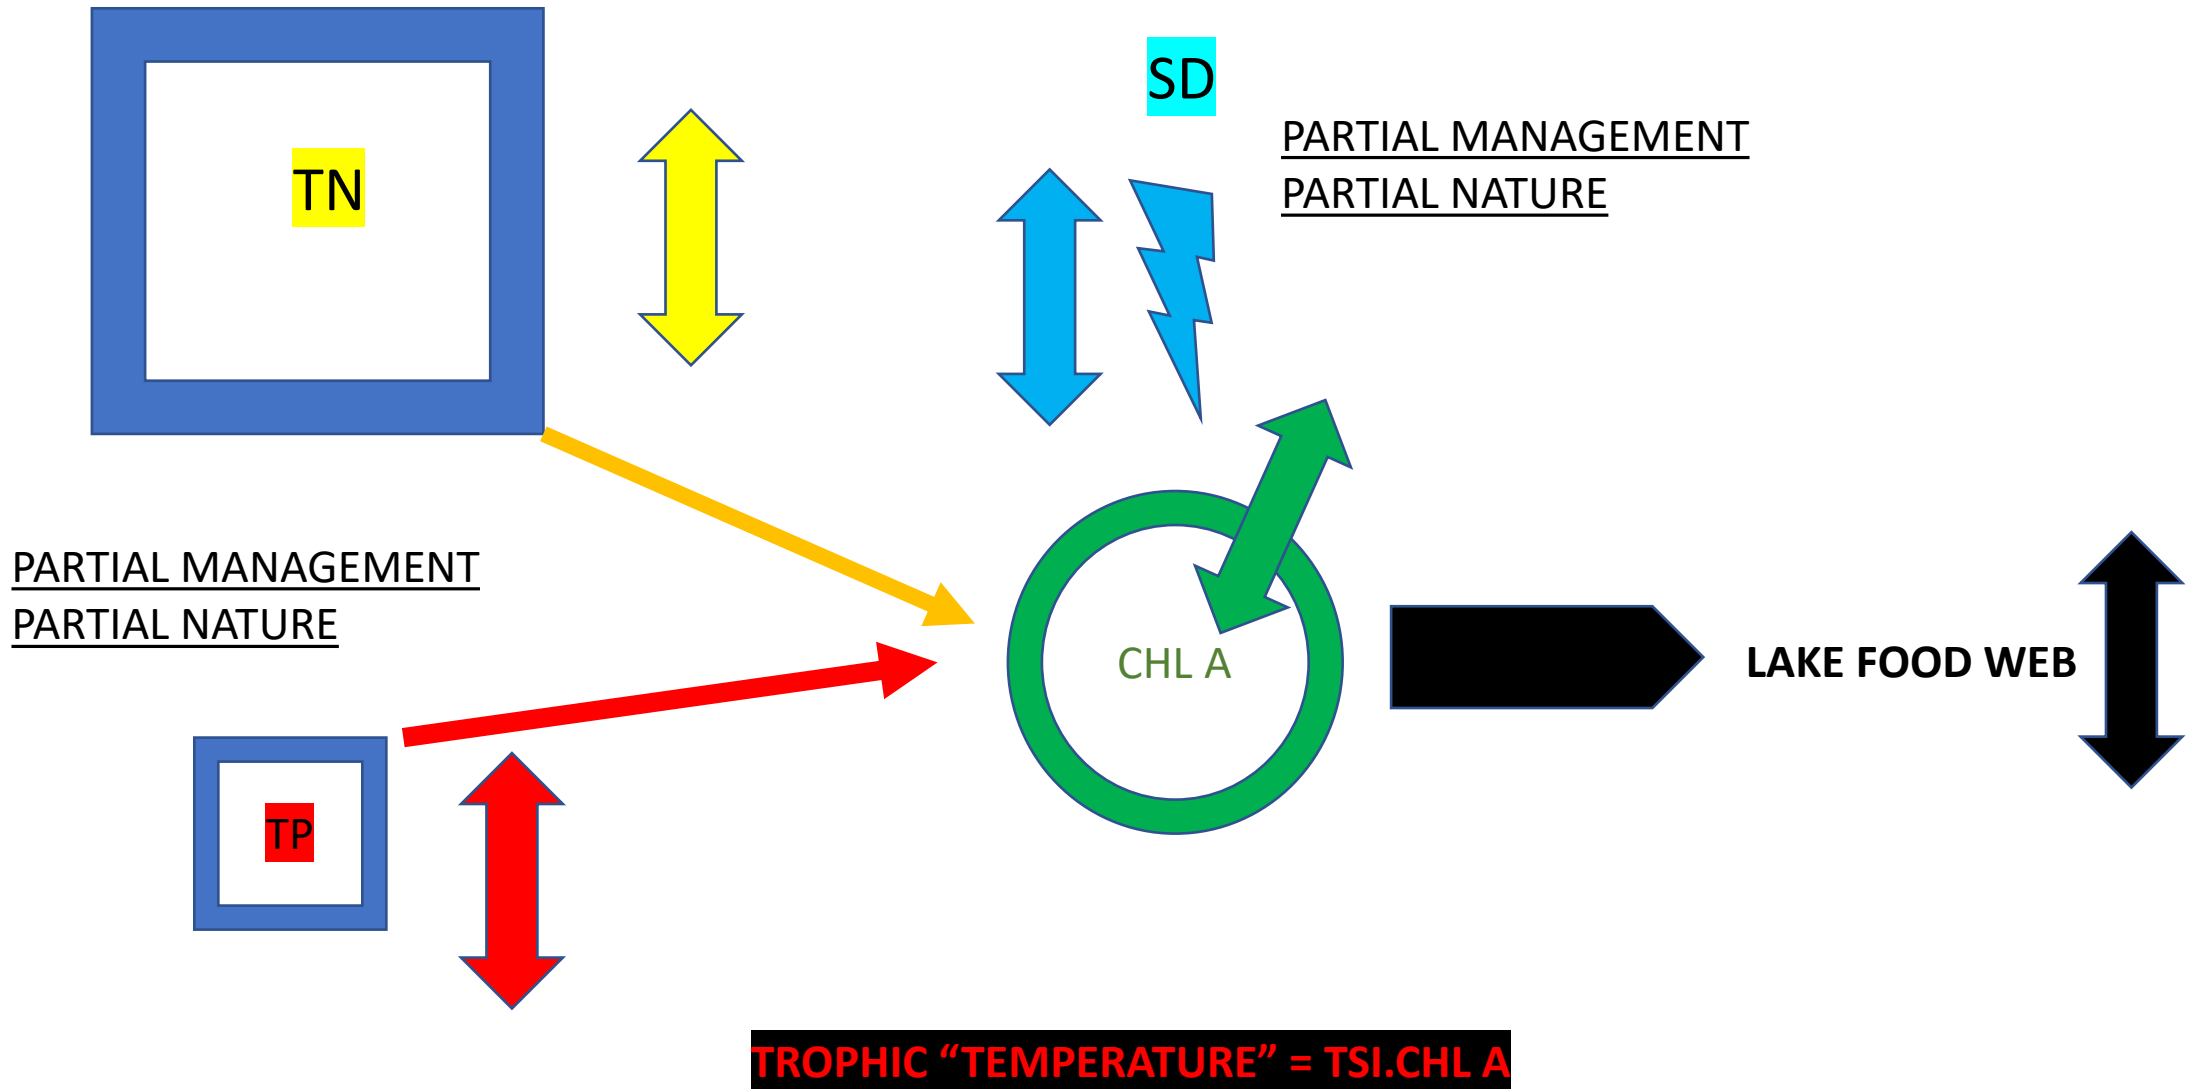 TN
SD
PARTIAL MANAGEMENT
PARTIAL NATURE
PARTIAL MANAGEMENT
PARTIAL NATURE
CHL A
LAKE FOOD WEB
TP
TROPHIC “TEMPERATURE” = TSI.CHL A